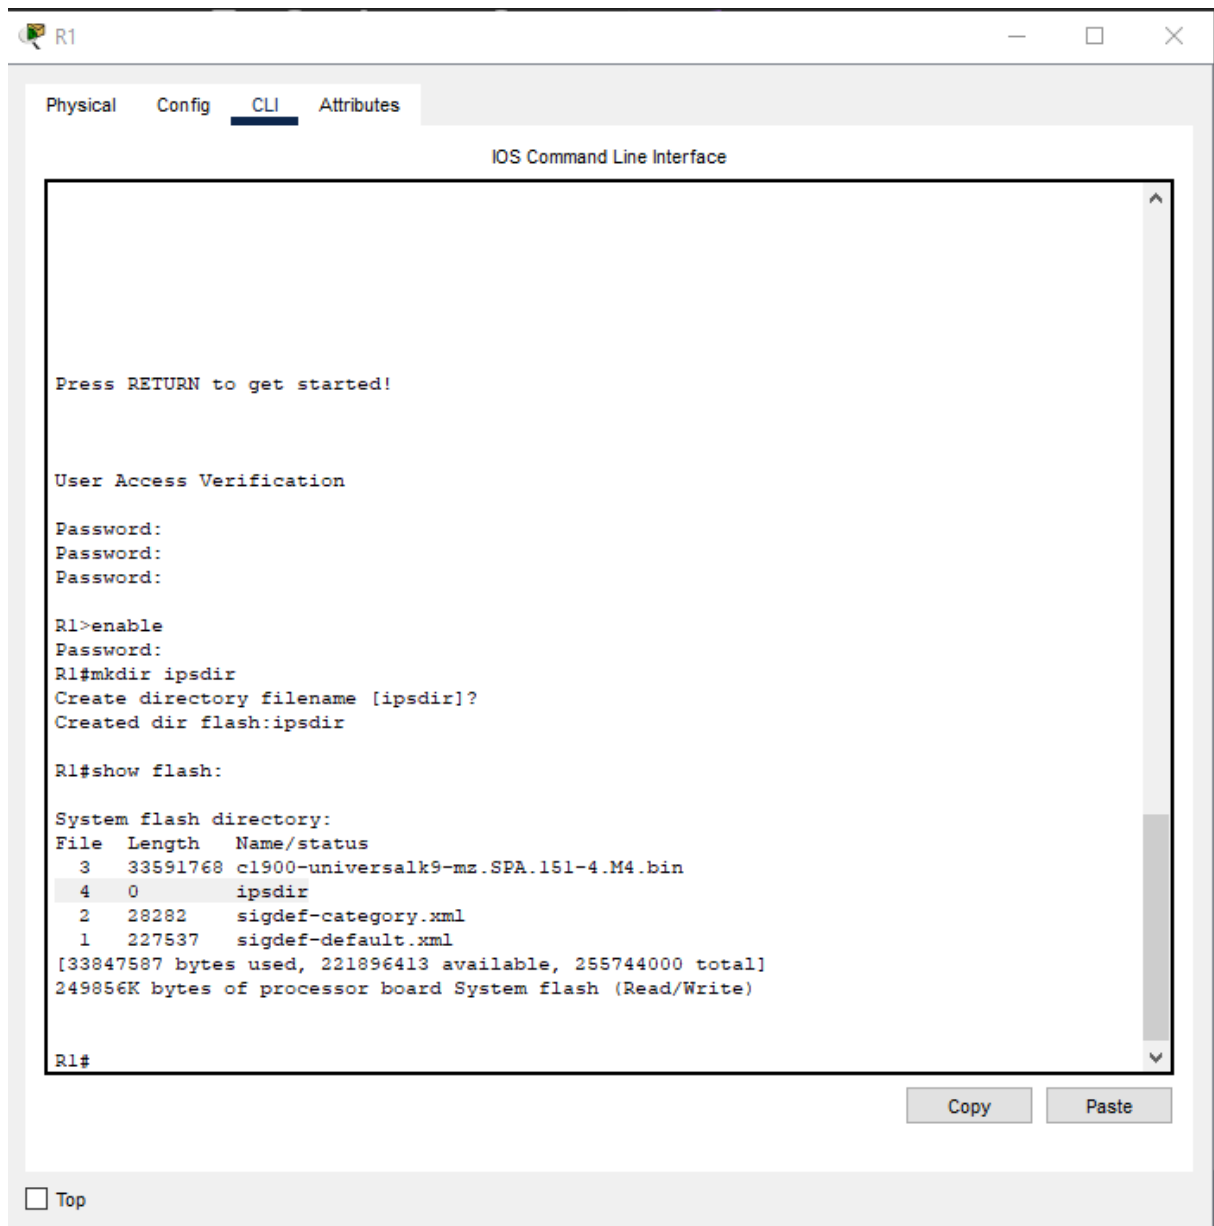 R1
Physical Config CLI Attributes
IOS Command Line Interface
Press RETURN to get started!
User Access Verification
Password:
Password:
Password:
R1>enable
Password:
R1#mkdir ipsdir
Create directory filename [ipsdir]?
Created dir flash:ipsdir
R1#show flash:
System flash directory:
File  Length   Name/status
  3   33591768 c1900-universalk9-mz.SPA.151-4.M4.bin
  4   0        ipsdir
  2   28282    sigdef-category.xml
  1   227537   sigdef-default.xml
[33847587 bytes used, 221896413 available, 255744000 total]
249856K bytes of processor board System flash (Read/Write)
R1#
Copy Paste
Top